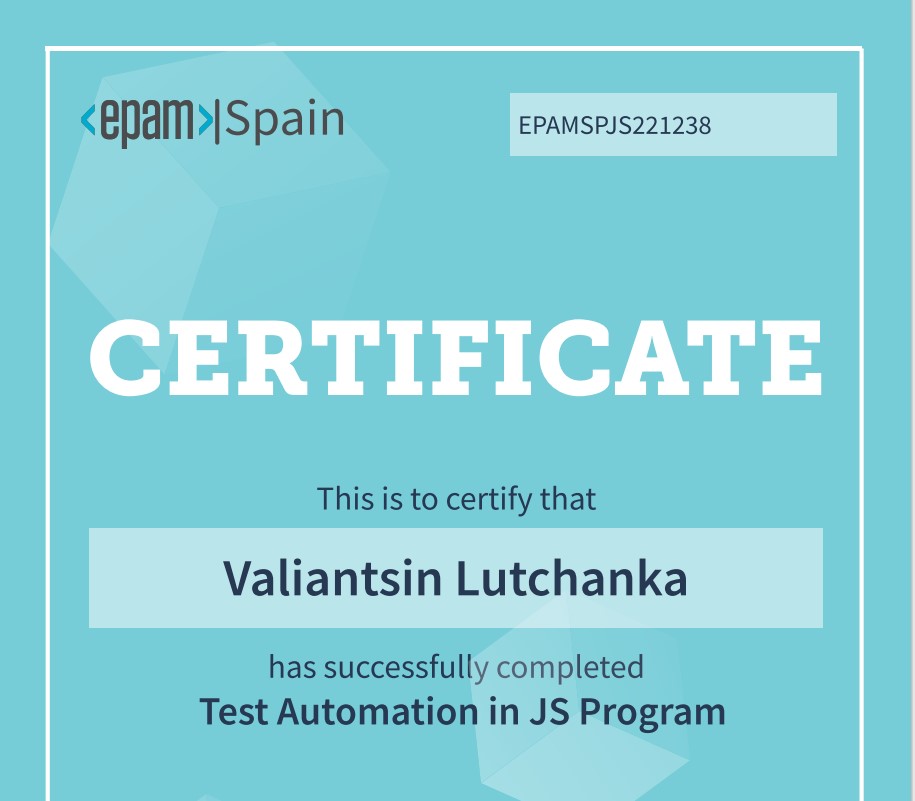 <epam>|Spain
EPAMSPJS221238
CERTIFICATE
This is to certify that
Valiantsin Lutchanka
has successfully completed
Test Automation in JS Program